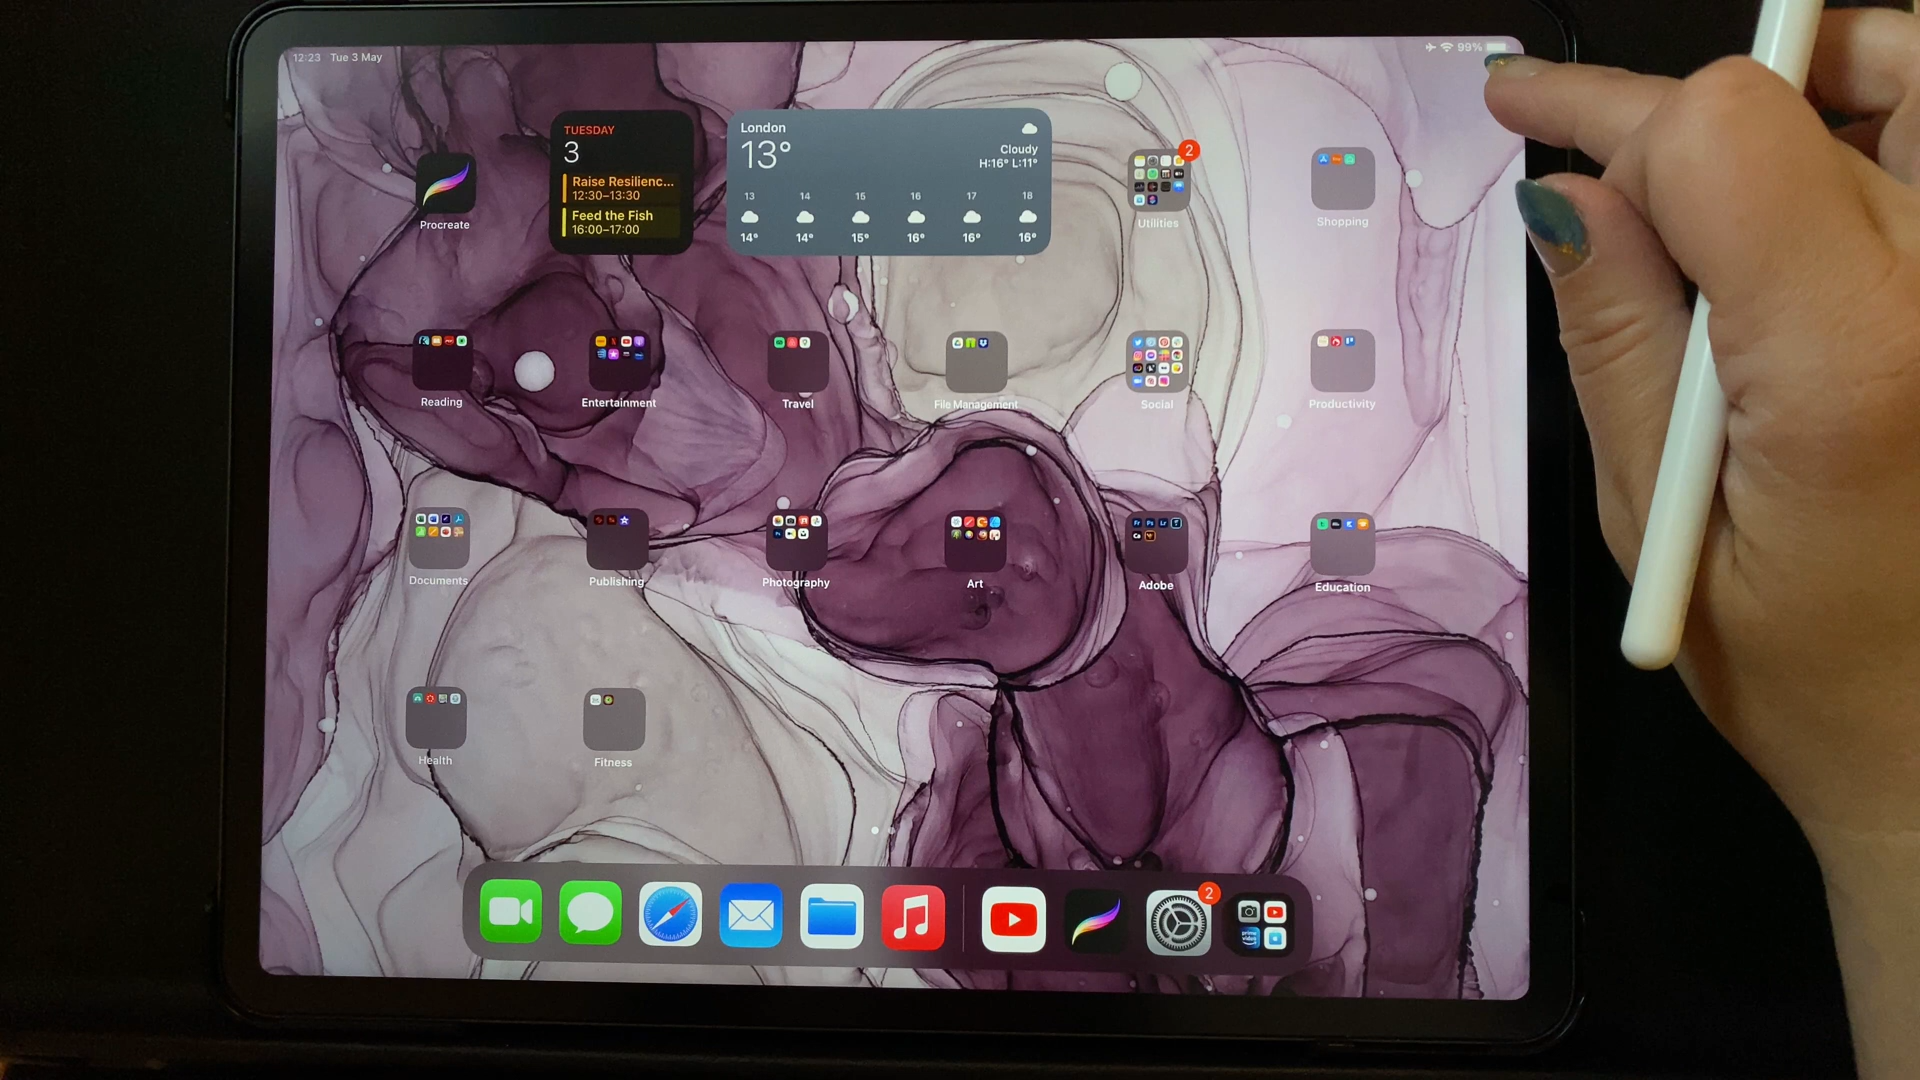 12:23 Tue 3 May
99%
TUESDAY
3
Raise Resilienc...
12:30–13:30
Feed the Fish
16:00–17:00
London
13°
Cloudy
H:16° L:11°
13 14 15 16 17 18
14° 14° 15° 16° 16° 16°
2
Procreate
Utilities
Shopping
Reading
Entertainment
Travel
File Management
Social
Productivity
Documents
Publishing
Photography
Art
Adobe
Education
Health
Fitness
2
prime video